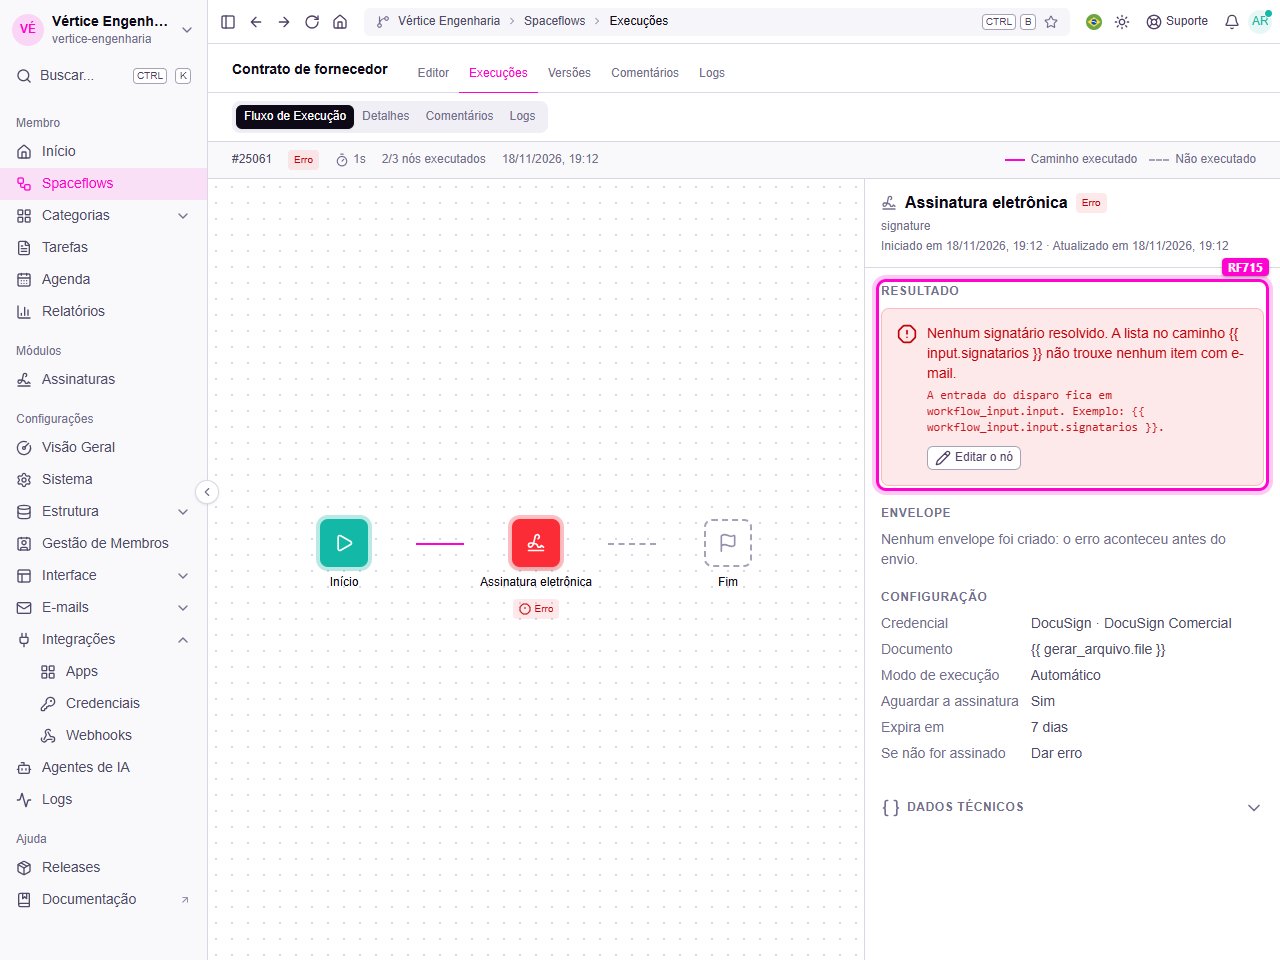 VÉ
Vértice Engenh...
vertice-engenharia
Buscar...
CTRL K
Membro
Início
Spaceflows
Categorias
Tarefas
Agenda
Relatórios
Módulos
Assinaturas
Configurações
Visão Geral
Sistema
Estrutura
Gestão de Membros
Interface
E-mails
Integrações
Apps
Credenciais
Webhooks
Agentes de IA
Logs
Ajuda
Releases
Documentação
Vértice Engenharia
Spaceflows
Execuções
CTRL B
Suporte
AR
Contrato de fornecedor
Editor
Execuções
Versões
Comentários
Logs
Fluxo de Execução
Detalhes
Comentários
Logs
#25061
Erro
1s
2/3 nós executados
18/11/2026, 19:12
Caminho executado
Não executado
Início
Assinatura eletrônica
Erro
Fim
Assinatura eletrônica
Erro
signature
Iniciado em 18/11/2026, 19:12 · Atualizado em 18/11/2026, 19:12
RF715
RESULTADO
Nenhum signatário resolvido. A lista no caminho {{
input.signatarios }} não trouxe nenhum item com e-
mail.
A entrada do disparo fica em
workflow_input.input. Exemplo: {{
workflow_input.input.signatarios }}.
Editar o nó
ENVELOPE
Nenhum envelope foi criado: o erro aconteceu antes do
envio.
CONFIGURAÇÃO
Credencial DocuSign · DocuSign Comercial
Documento {{ gerar_arquivo.file }}
Modo de execução Automático
Aguardar a assinatura Sim
Expira em 7 dias
Se não for assinado Dar erro
{ } DADOS TÉCNICOS